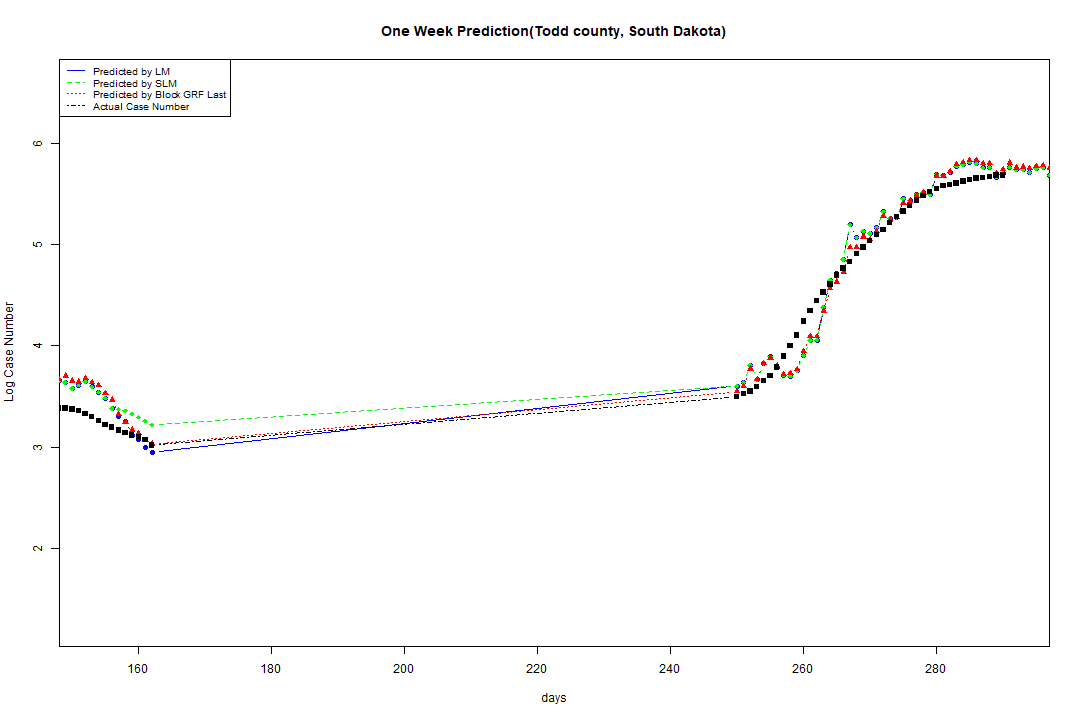 One Week Prediction(Todd county, South Dakota)
Predicted by LM
Predicted by SLM
Predicted by Block GRF Last
Actual Case Number
6
5
4
3
2
Log Case Number
160 180 200 220 240 260 280
days